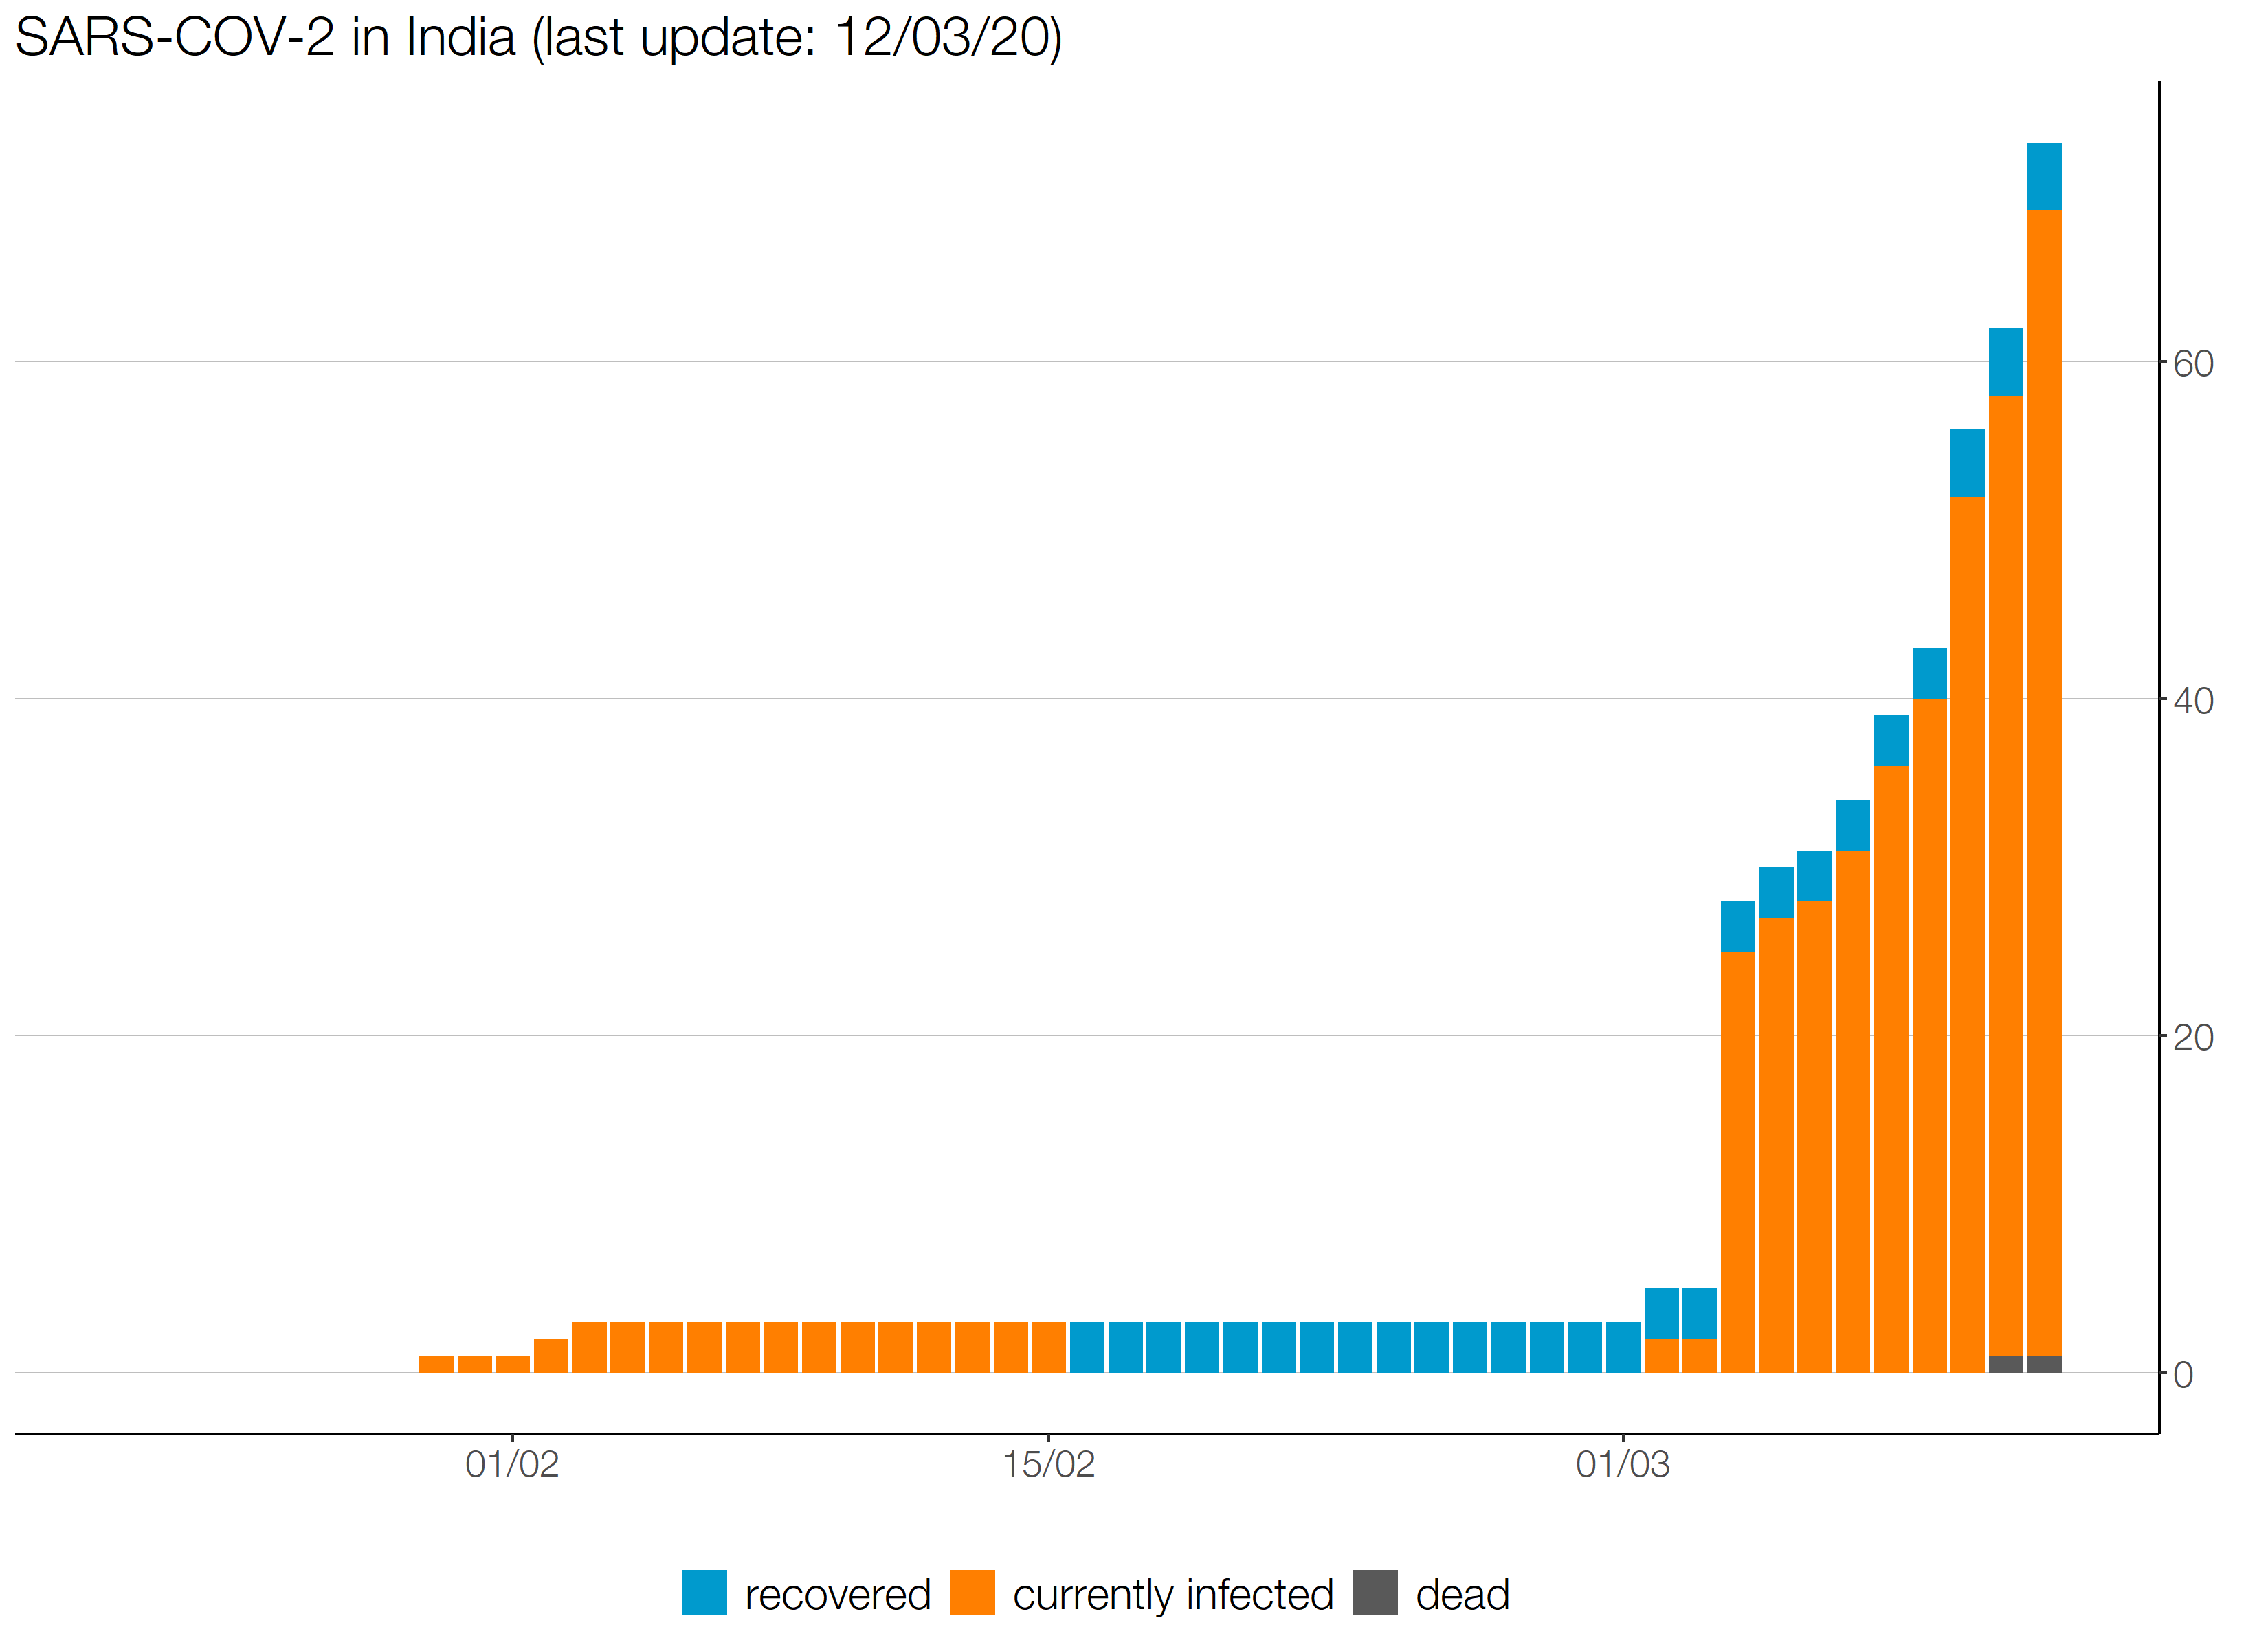 SARS-COV-2 in India (last update: 12/03/20)
60
40
20
0
01/02 15/02 01/03
recovered currently infected dead